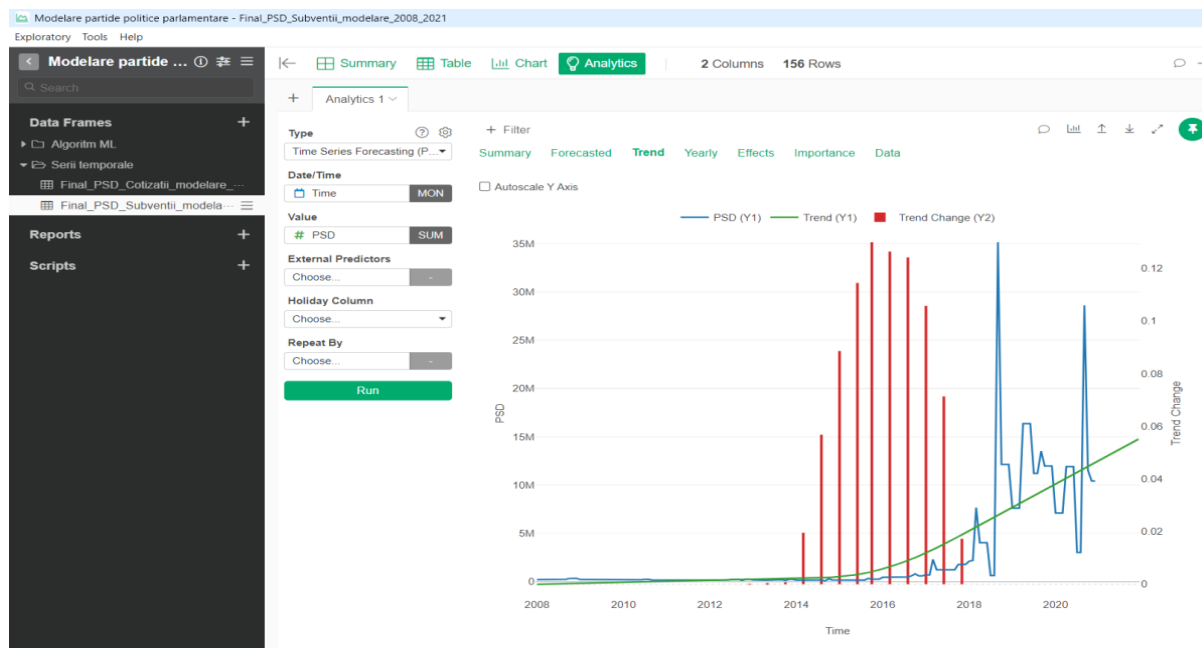 Modelare partide politice parlamentare - Final_PSD_Subventii_modelare_2008_2021
Exploratory Tools Help
Modelare partide ...
Search
Data Frames +
Algoritm ML
Serii temporale
Final_PSD_Cotizatii_modelare_...
Final_PSD_Subventii_modela...
Reports +
Scripts +
Summary Table Chart Analytics 2 Columns 156 Rows
+ Analytics 1
Type ?
Time Series Forecasting (P...
Date/Time
Time MON
Value
# PSD SUM
External Predictors
Choose... -
Holiday Column
Choose...
Repeat By
Choose... -
Run
+ Filter
Summary Forecasted Trend Yearly Effects Importance Data
Autoscale Y Axis
PSD (Y1) Trend (Y1) Trend Change (Y2)
35M
30M
25M
20M
15M
10M
5M
0
PSD
0.12
0.1
0.08
0.06
0.04
0.02
0
Trend Change
2008 2010 2012 2014 2016 2018 2020
Time